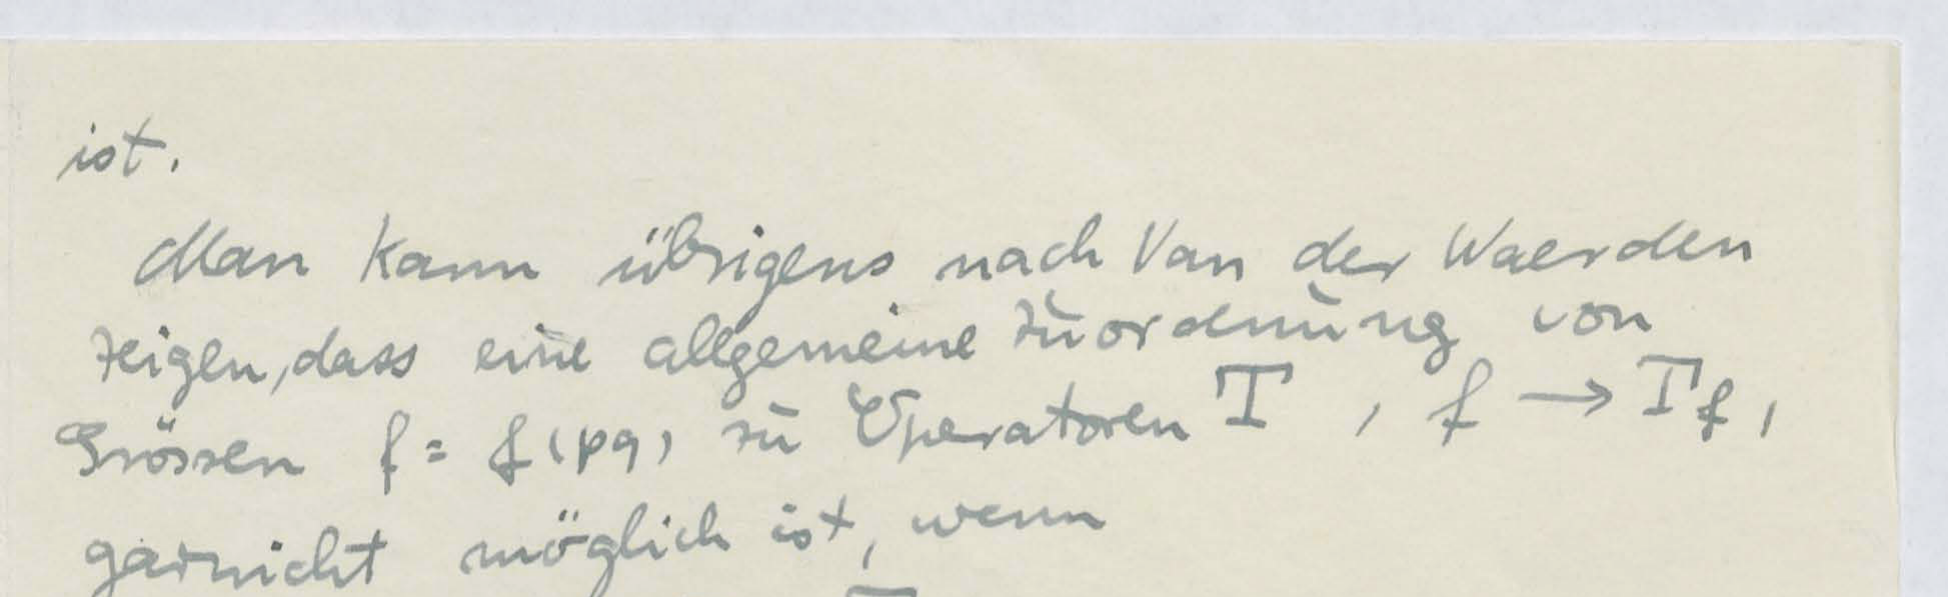 ist.
Man kann übrigens nach Van der Waerden
zeigen, dass eine allgemeine Zuordnung von
Grössen f = f(pq) zu Operatoren T, f → T_f,
garnicht möglich ist, wenn